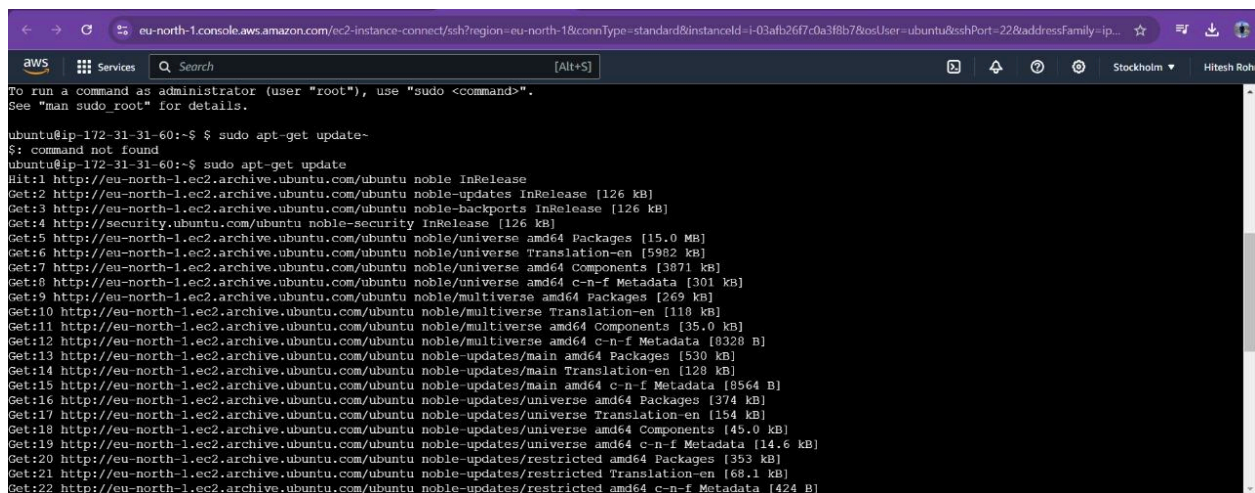 eu-north-1.console.aws.amazon.com/ec2-instance-connect/ssh?region=eu-north-1&connType=standard&instanceId=i-03afb26f7c0a3f8b7&osUser=ubuntu&sshPort=22&addressFamily=ip...
aws Services Search [Alt+S] Stockholm Hitesh Roh
To run a command as administrator (user "root"), use "sudo <command>".
See "man sudo_root" for details.
ubuntu@ip-172-31-31-60:~$ $ sudo apt-get update~
$: command not found
ubuntu@ip-172-31-31-60:~$ sudo apt-get update
Hit:1 http://eu-north-1.ec2.archive.ubuntu.com/ubuntu noble InRelease
Get:2 http://eu-north-1.ec2.archive.ubuntu.com/ubuntu noble-updates InRelease [126 kB]
Get:3 http://eu-north-1.ec2.archive.ubuntu.com/ubuntu noble-backports InRelease [126 kB]
Get:4 http://security.ubuntu.com/ubuntu noble-security InRelease [126 kB]
Get:5 http://eu-north-1.ec2.archive.ubuntu.com/ubuntu noble/universe amd64 Packages [15.0 MB]
Get:6 http://eu-north-1.ec2.archive.ubuntu.com/ubuntu noble/universe Translation-en [5982 kB]
Get:7 http://eu-north-1.ec2.archive.ubuntu.com/ubuntu noble/universe amd64 Components [3871 kB]
Get:8 http://eu-north-1.ec2.archive.ubuntu.com/ubuntu noble/universe amd64 c-n-f Metadata [301 kB]
Get:9 http://eu-north-1.ec2.archive.ubuntu.com/ubuntu noble/multiverse amd64 Packages [269 kB]
Get:10 http://eu-north-1.ec2.archive.ubuntu.com/ubuntu noble/multiverse Translation-en [118 kB]
Get:11 http://eu-north-1.ec2.archive.ubuntu.com/ubuntu noble/multiverse amd64 Components [35.0 kB]
Get:12 http://eu-north-1.ec2.archive.ubuntu.com/ubuntu noble/multiverse amd64 c-n-f Metadata [8328 B]
Get:13 http://eu-north-1.ec2.archive.ubuntu.com/ubuntu noble-updates/main amd64 Packages [530 kB]
Get:14 http://eu-north-1.ec2.archive.ubuntu.com/ubuntu noble-updates/main Translation-en [128 kB]
Get:15 http://eu-north-1.ec2.archive.ubuntu.com/ubuntu noble-updates/main amd64 c-n-f Metadata [8564 B]
Get:16 http://eu-north-1.ec2.archive.ubuntu.com/ubuntu noble-updates/universe amd64 Packages [374 kB]
Get:17 http://eu-north-1.ec2.archive.ubuntu.com/ubuntu noble-updates/universe Translation-en [154 kB]
Get:18 http://eu-north-1.ec2.archive.ubuntu.com/ubuntu noble-updates/universe amd64 Components [45.0 kB]
Get:19 http://eu-north-1.ec2.archive.ubuntu.com/ubuntu noble-updates/universe amd64 c-n-f Metadata [14.6 kB]
Get:20 http://eu-north-1.ec2.archive.ubuntu.com/ubuntu noble-updates/restricted amd64 Packages [353 kB]
Get:21 http://eu-north-1.ec2.archive.ubuntu.com/ubuntu noble-updates/restricted Translation-en [68.1 kB]
Get:22 http://eu-north-1.ec2.archive.ubuntu.com/ubuntu noble-updates/restricted amd64 c-n-f Metadata [424 B]